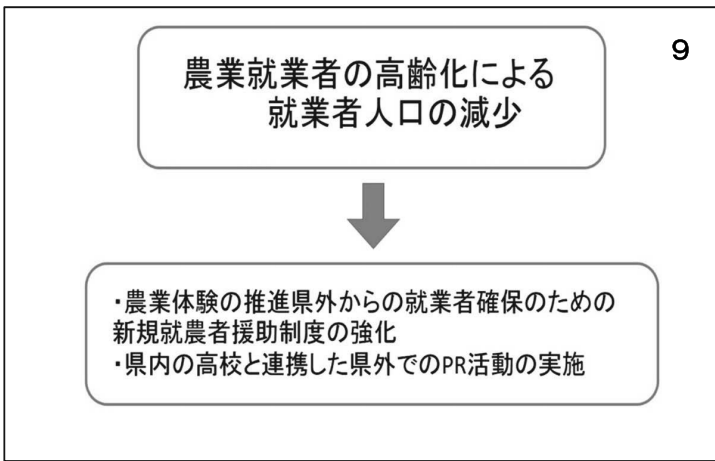 9
農業就業者の高齢化による
就業者人口の減少
・農業体験の推進県外からの就業者確保のための
新規就農者援助制度の強化
・県内の高校と連携した県外でのPR活動の実施